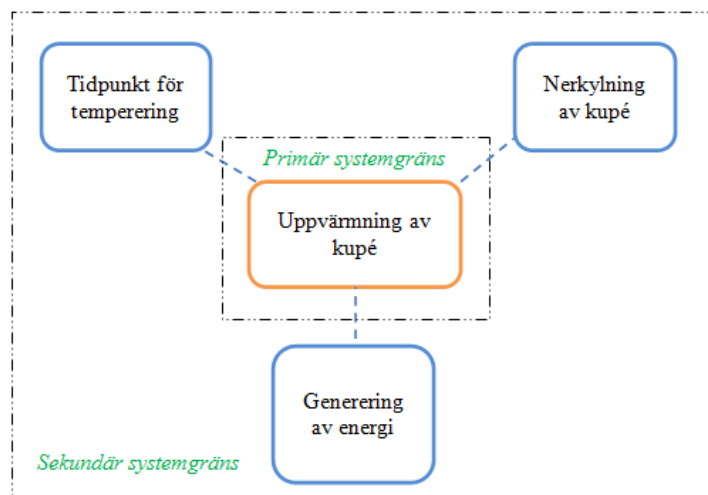 Tidpunkt för
temperering
Nerkylning
av kupé
Primär systemgräns
Uppvärmning av
kupé
Generering
av energi
Sekundär systemgräns